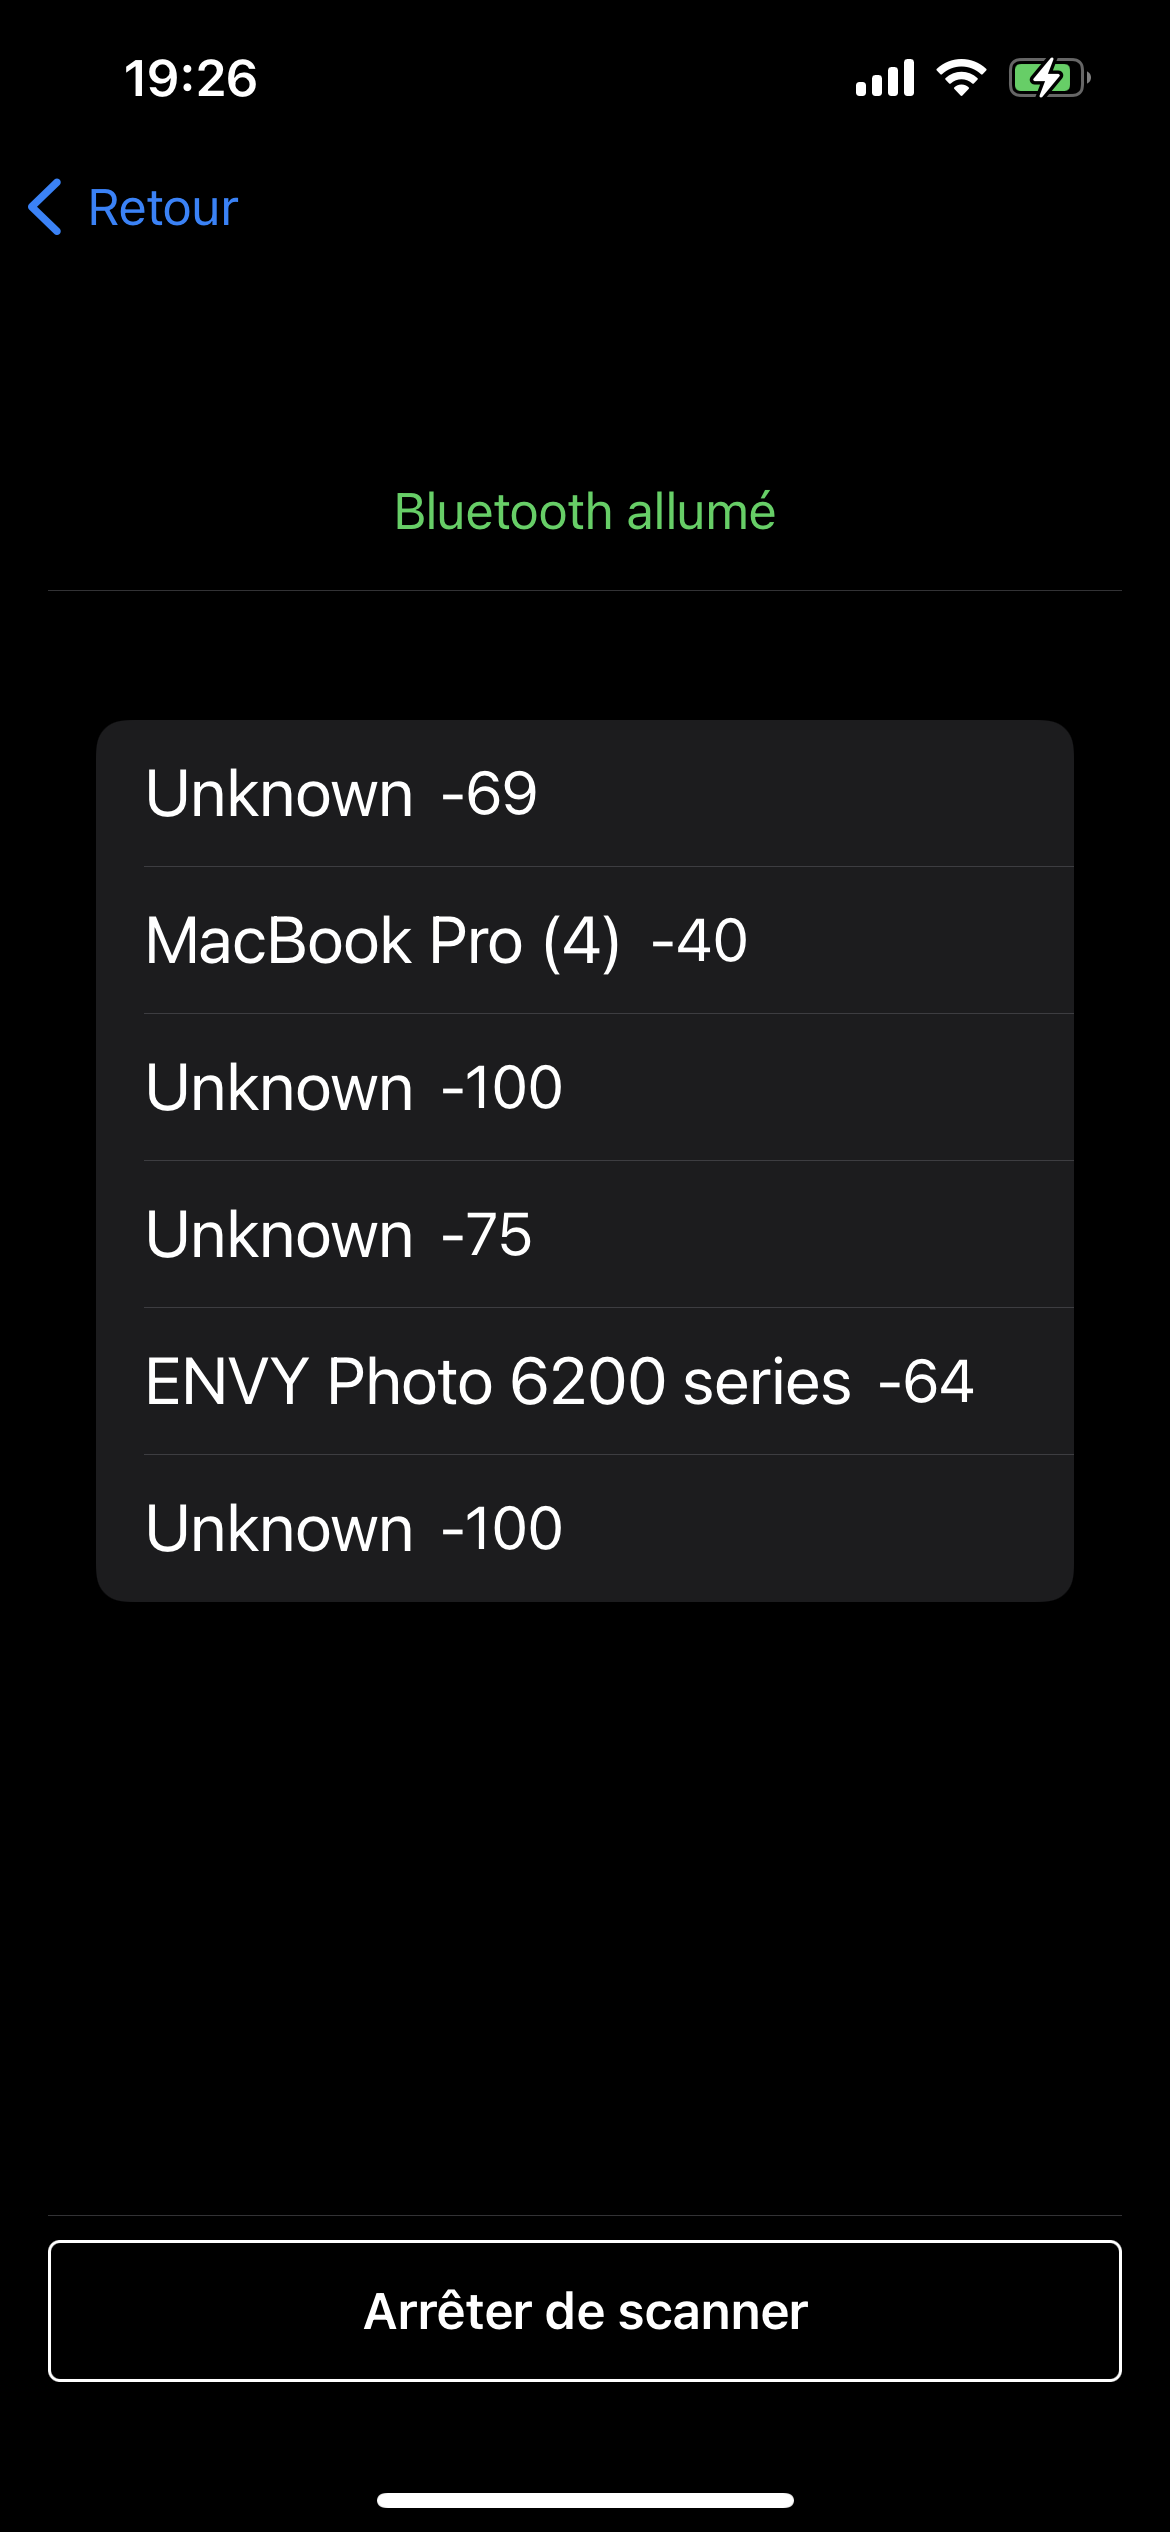 19:26
Retour
Bluetooth allumé
Unknown -69
MacBook Pro (4) -40
Unknown -100
Unknown -75
ENVY Photo 6200 series -64
Unknown -100
Arrêter de scanner